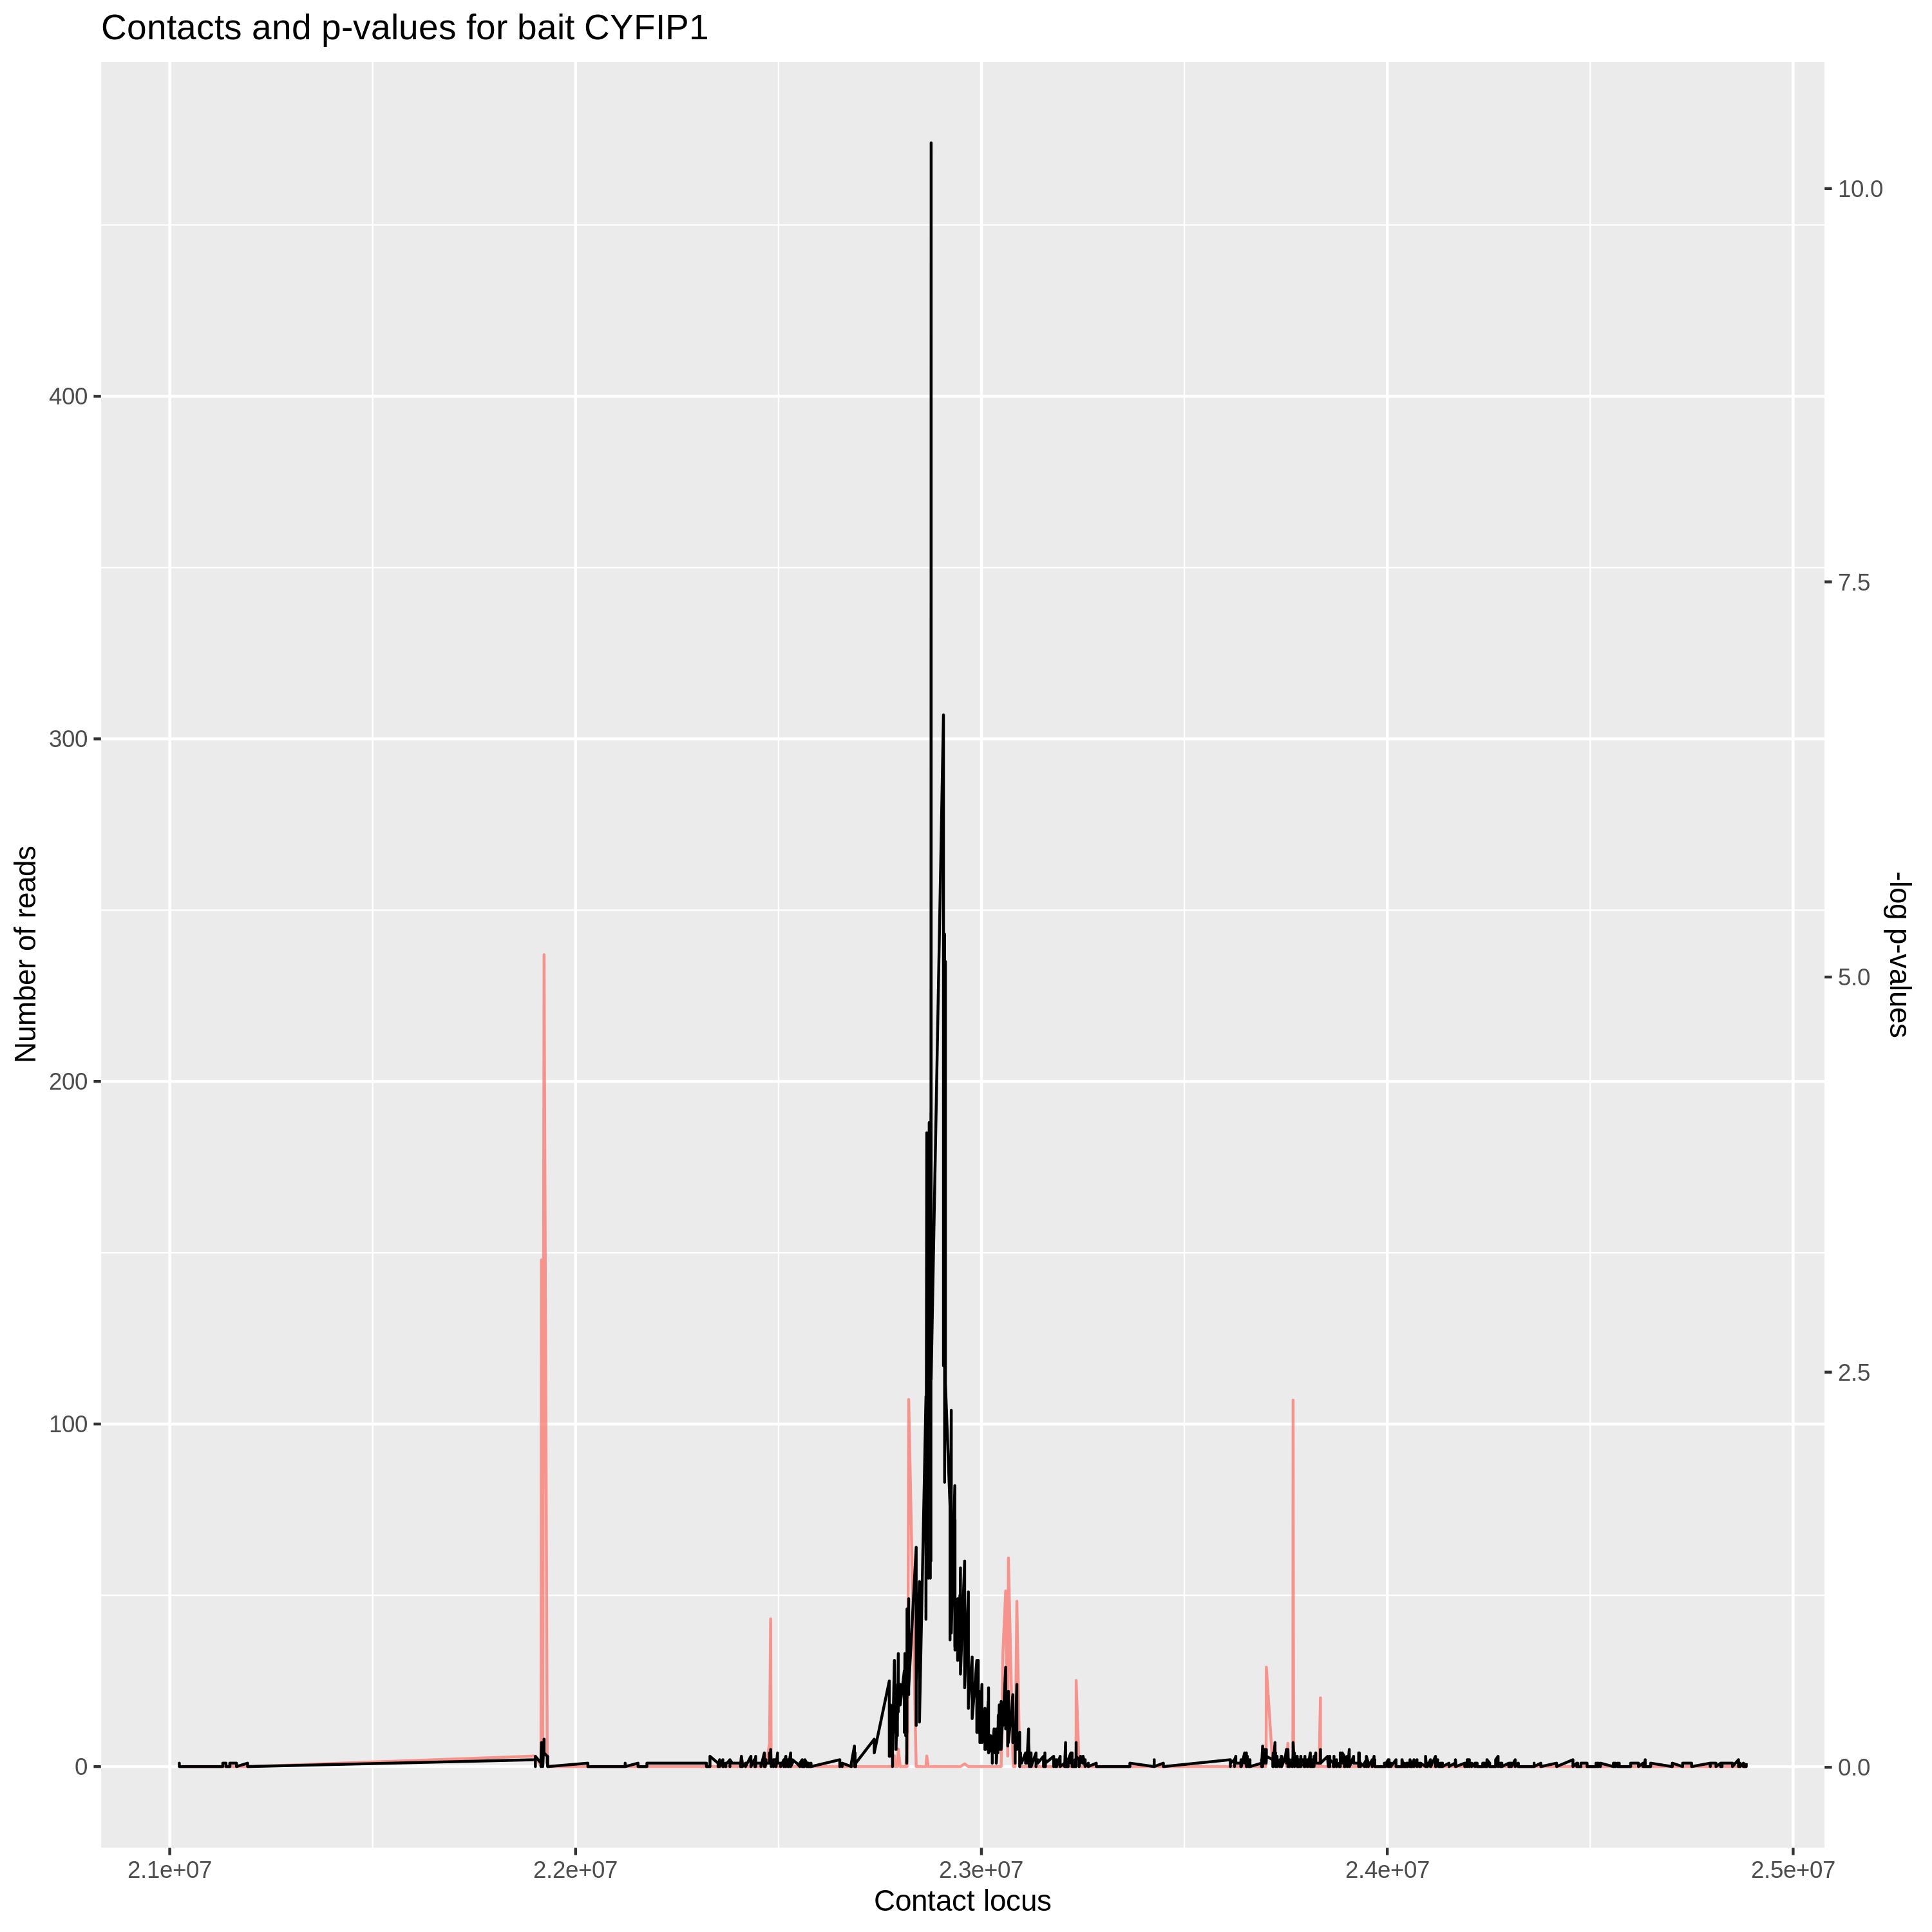 Contacts and p-values for bait CYFIP1
Number of reads
400
300
200
100
0
10.0
7.5
5.0
2.5
0.0
-log p-values
2.1e+07
2.2e+07
2.3e+07
2.4e+07
2.5e+07
Contact locus